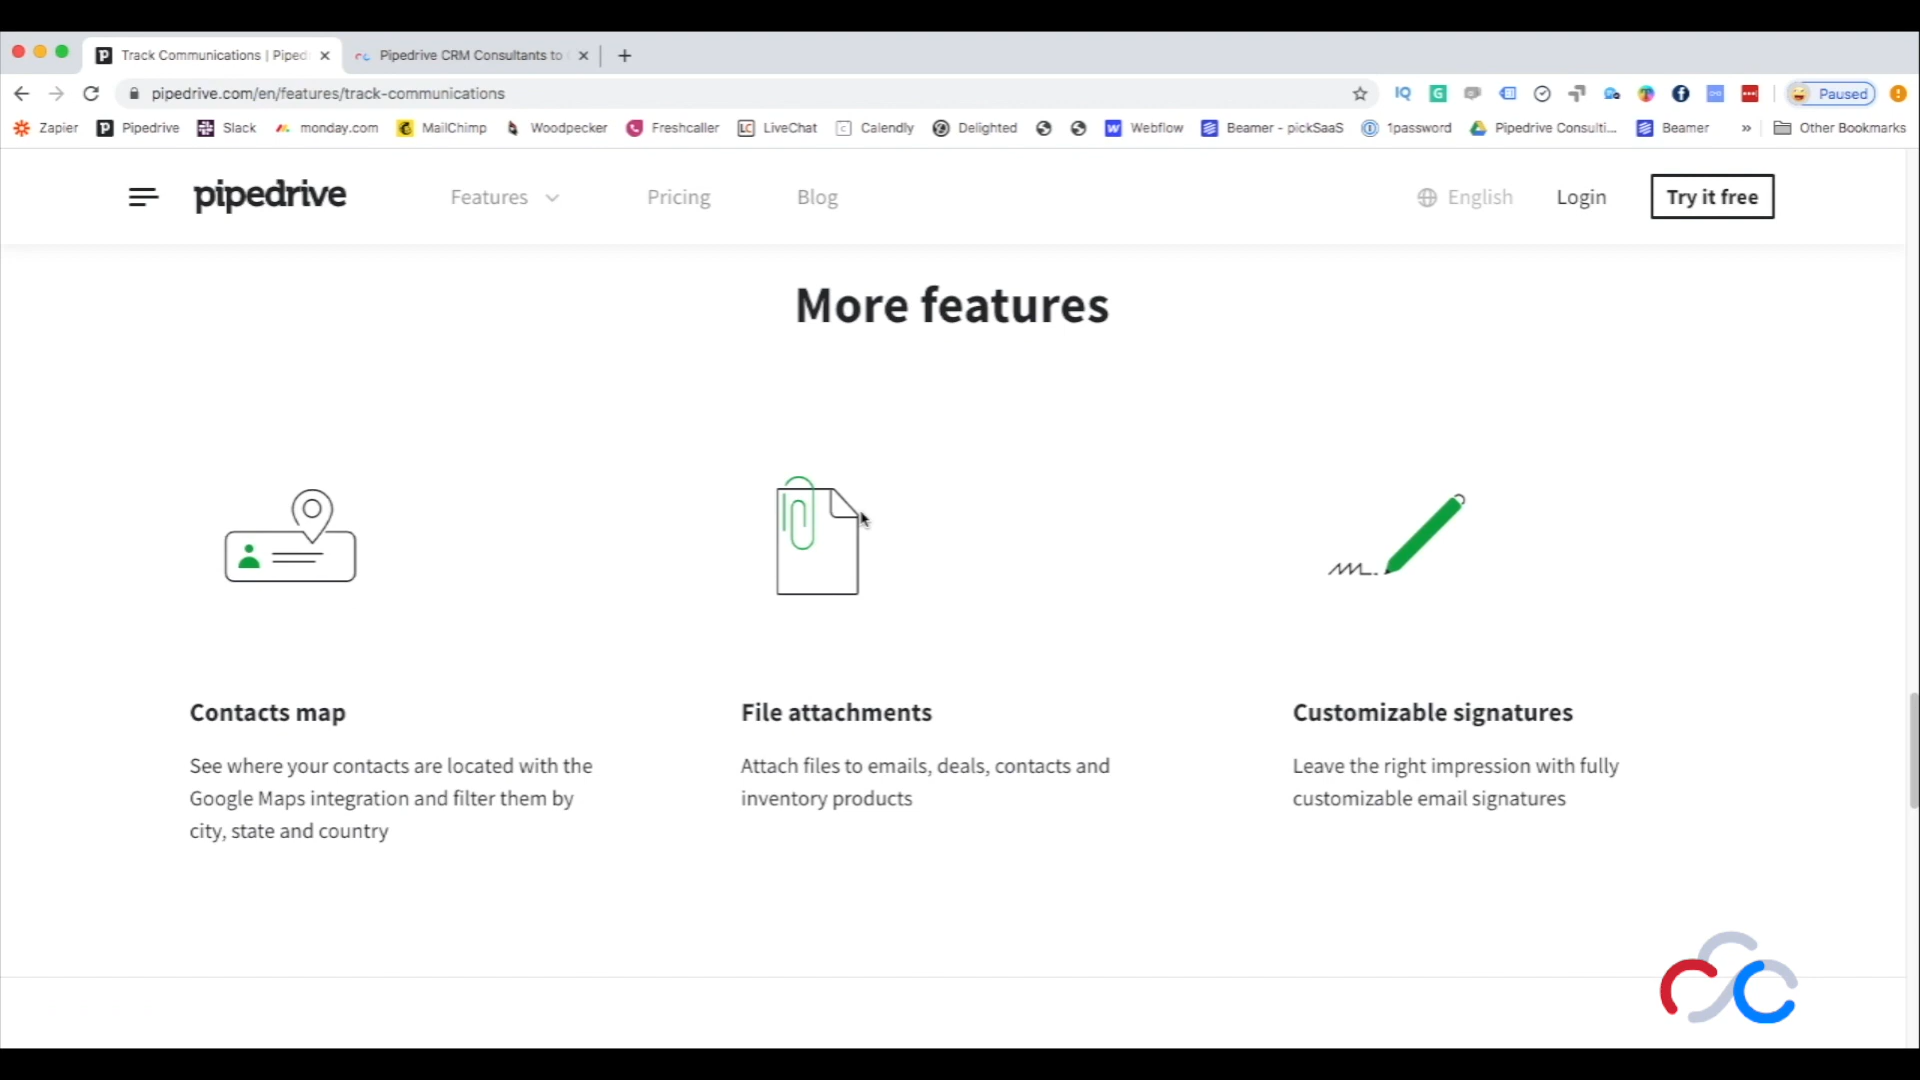 Track Communications | Piped
Pipedrive CRM Consultants to
pipedrive.com/en/features/track-communications
IQ
G
Paused
Zapier
Pipedrive
Slack
monday.com
MailChimp
Woodpecker
Freshcaller
LC LiveChat
Calendly
Delighted
Webflow
Beamer - pickSaaS
1password
Pipedrive Consulti...
Beamer
»
Other Bookmarks
pipedrive
Features
Pricing
Blog
English
Login
Try it free
More features
Contacts map
See where your contacts are located with the
Google Maps integration and filter them by
city, state and country
File attachments
Attach files to emails, deals, contacts and
inventory products
Customizable signatures
Leave the right impression with fully
customizable email signatures